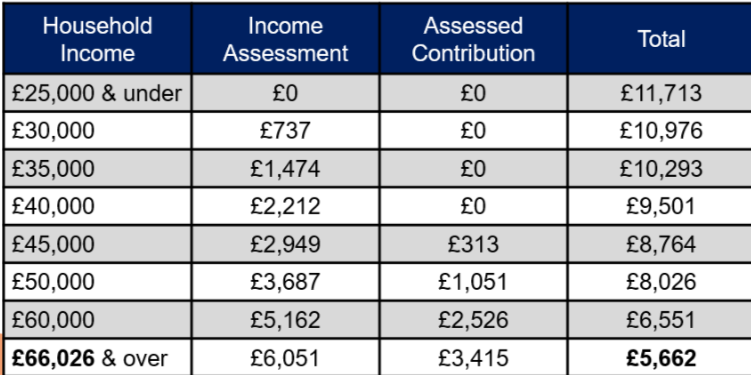 Household Income | Income Assessment | Assessed Contribution | Total
£25,000 & under | £0 | £0 | £11,713
£30,000 | £737 | £0 | £10,976
£35,000 | £1,474 | £0 | £10,293
£40,000 | £2,212 | £0 | £9,501
£45,000 | £2,949 | £313 | £8,764
£50,000 | £3,687 | £1,051 | £8,026
£60,000 | £5,162 | £2,526 | £6,551
£66,026 & over | £6,051 | £3,415 | £5,662